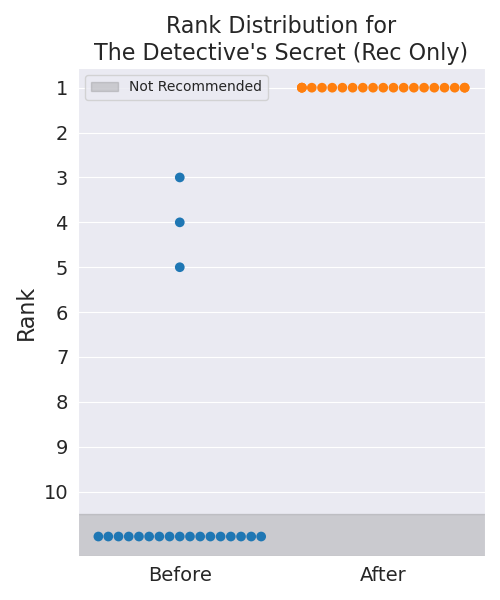 Rank Distribution for
The Detective's Secret (Rec Only)
Not Recommended
Rank
1
2
3
4
5
6
7
8
9
10
Before After